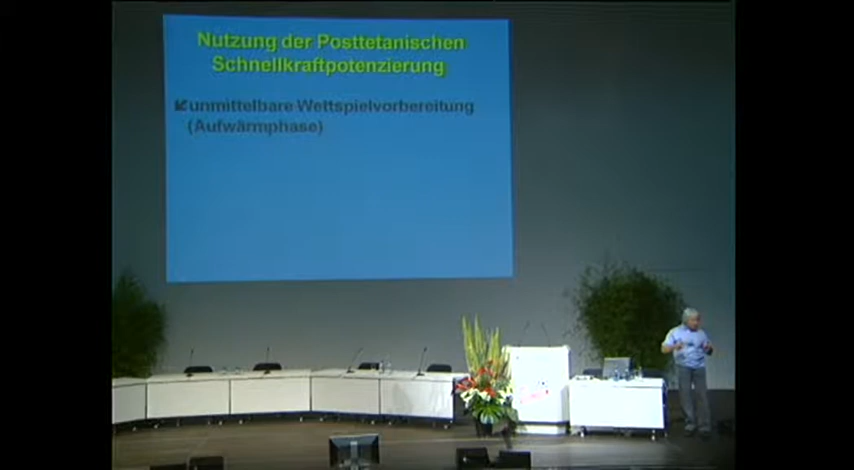 Nutzung der Posttetanischen
Schnellkraftpotenzierung
unmittelbare Wettspielvorbereitung
(Aufwärmphase)